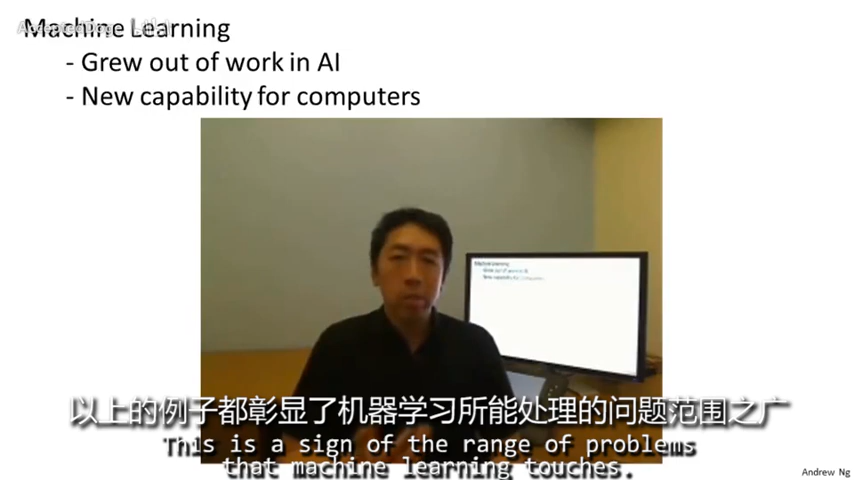 Machine Learning
- Grew out of work in AI
- New capability for computers
Machine Learning
以上的例子都彰显了机器学习所能处理的问题范围之广
This is a sign of the range of problems
that machine learning touches.
Andrew Ng